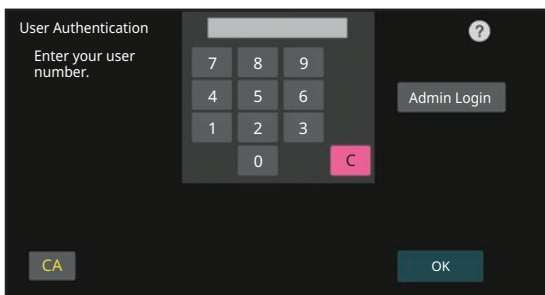 User Authentication
?
Enter your user
number.
7 8 9
4 5 6
Admin Login
1 2 3
0 C
CA
OK